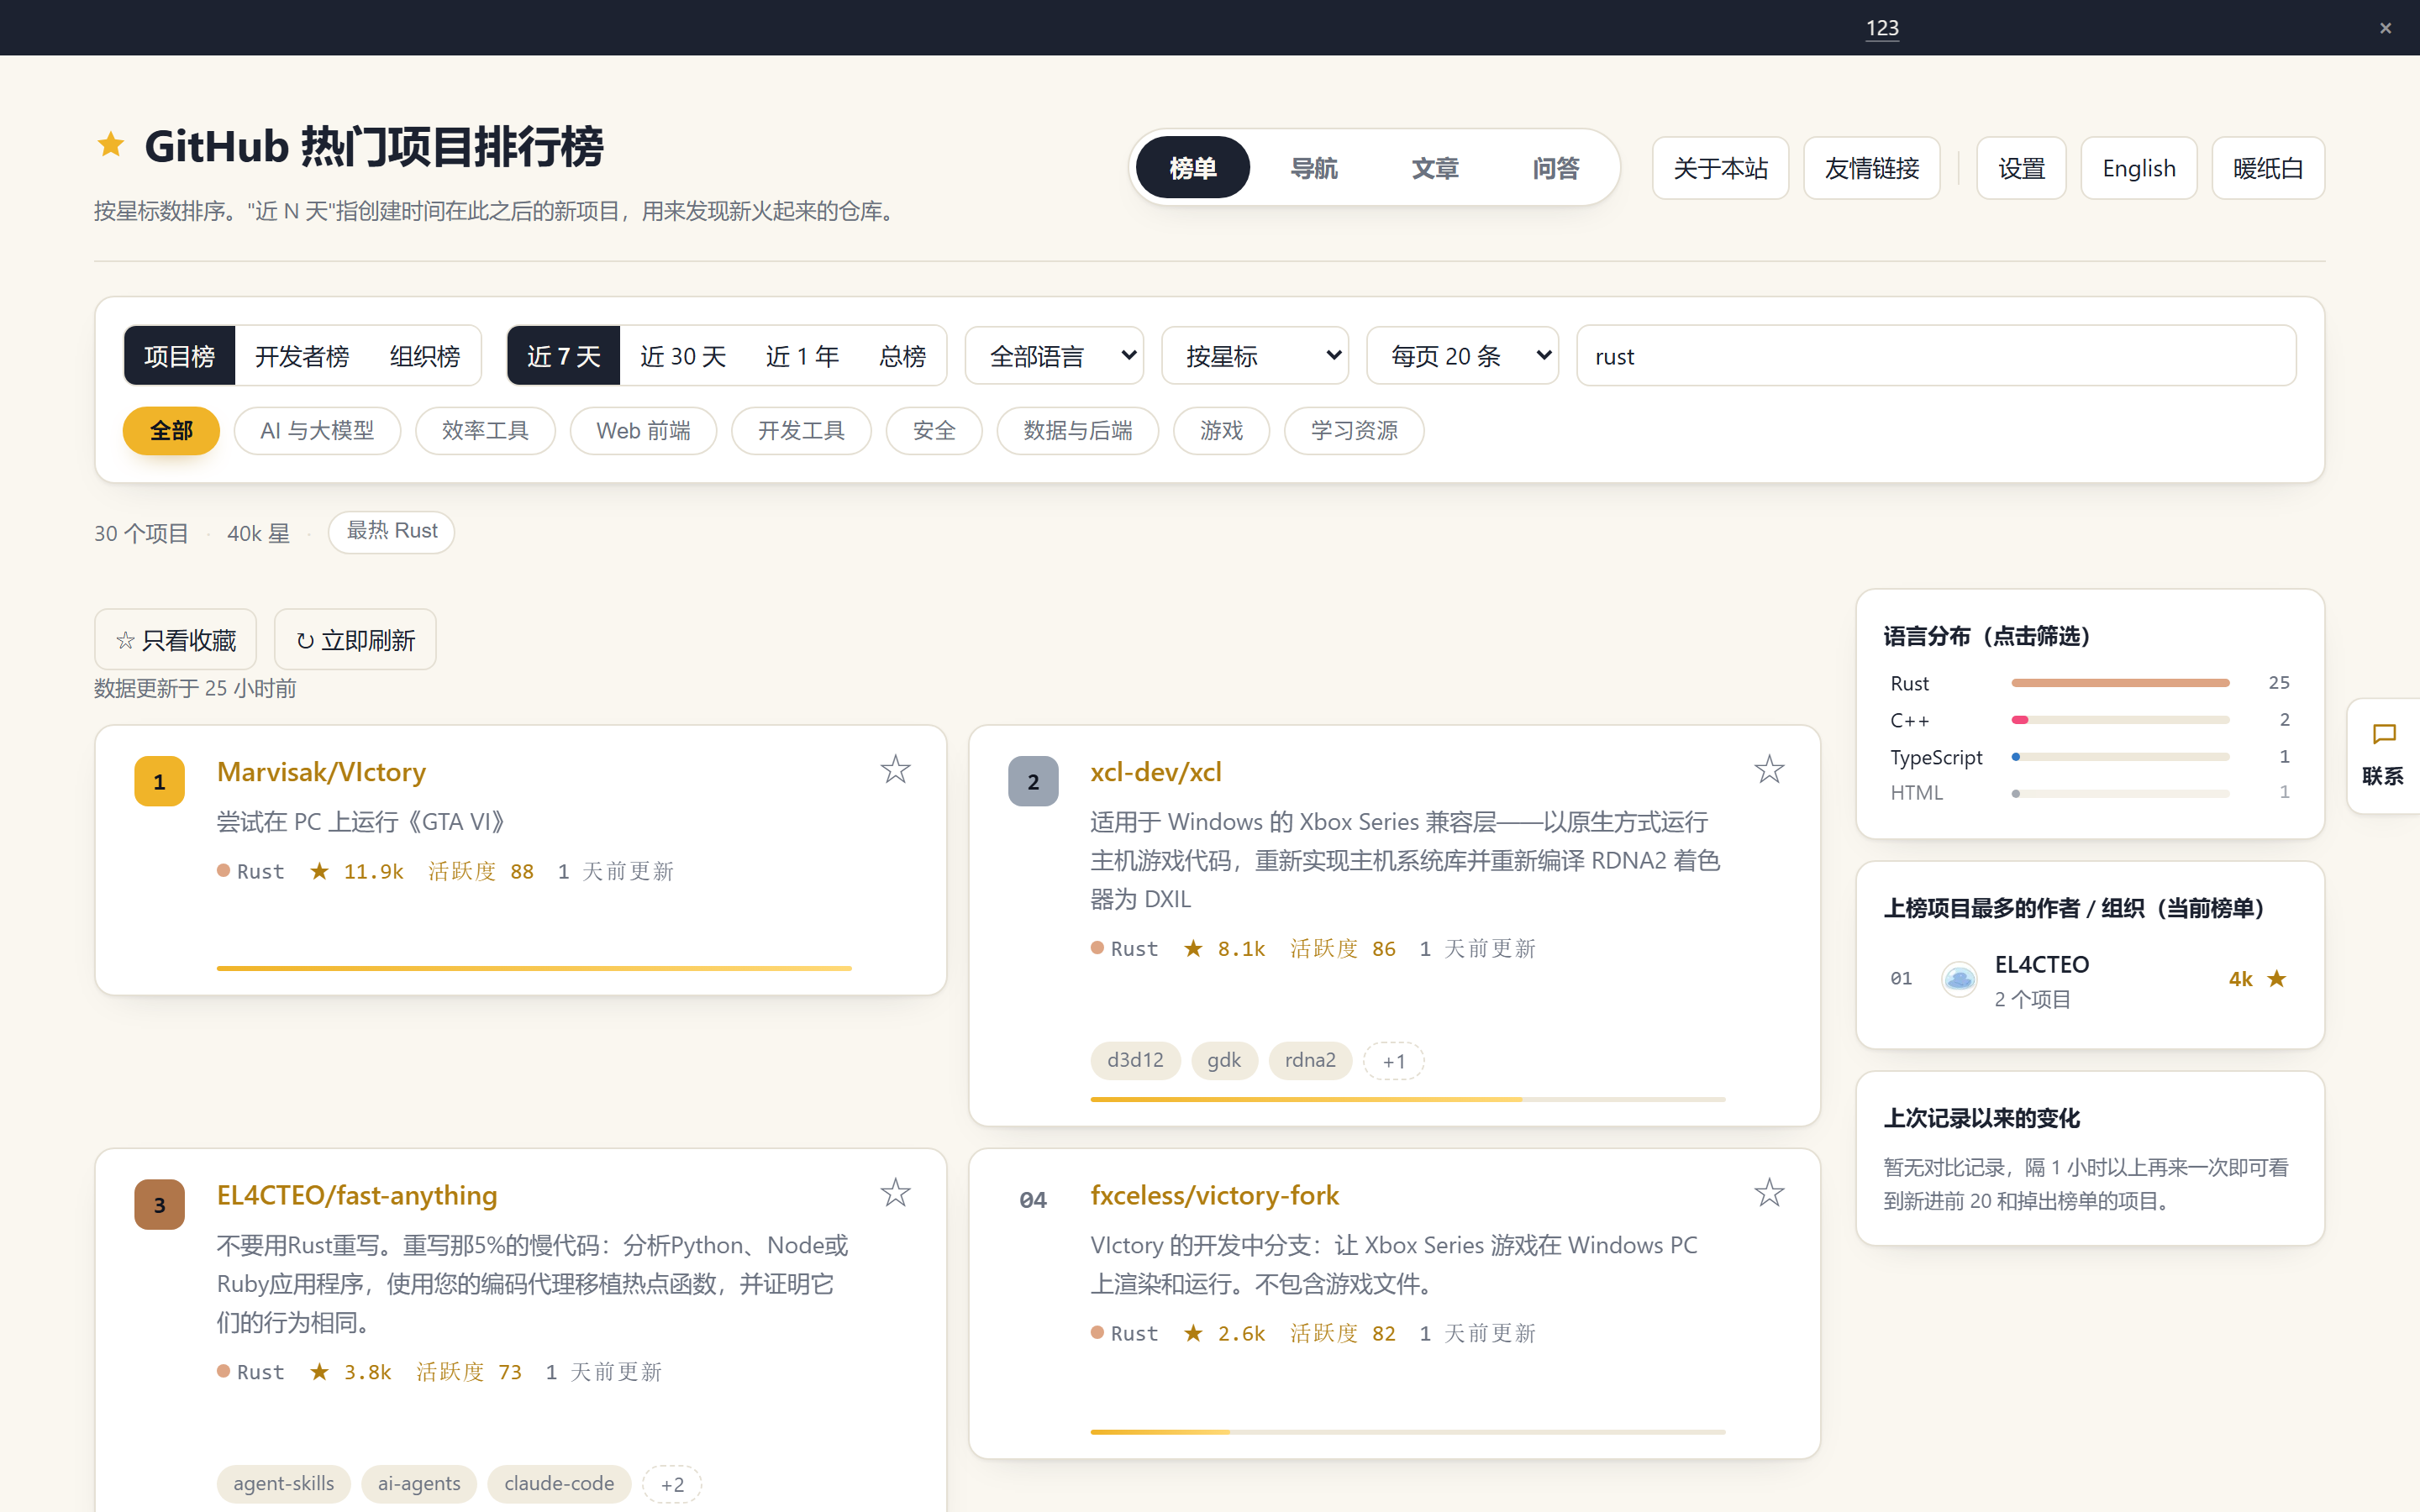 123
×
GitHub 热门项目排行榜
按星标数排序。"近 N 天"指创建时间在此之后的新项目，用来发现新火起来的仓库。
榜单 导航 文章 问答 关于本站 友情链接 设置 English 暖纸白
项目榜 开发者榜 组织榜 近 7 天 近 30 天 近 1 年 总榜 全部语言 按星标 每页 20 条 rust
全部 AI 与大模型 效率工具 Web 前端 开发工具 安全 数据与后端 游戏 学习资源
30 个项目 · 40k 星 · 最热 Rust
☆ 只看收藏 ↻ 立即刷新
数据更新于 25 小时前
1 Marvisak/VIctory
尝试在 PC 上运行《GTA VI》
Rust ★ 11.9k 活跃度 88 1 天前更新
2 xcl-dev/xcl
适用于 Windows 的 Xbox Series 兼容层——以原生方式运行
主机游戏代码，重新实现主机系统库并重新编译 RDNA2 着色
器为 DXIL
Rust ★ 8.1k 活跃度 86 1 天前更新
d3d12 gdk rdna2 +1
3 EL4CTEO/fast-anything
不要用Rust重写。重写那5%的慢代码：分析Python、Node或
Ruby应用程序，使用您的编码代理移植热点函数，并证明它
们的行为相同。
Rust ★ 3.8k 活跃度 73 1 天前更新
agent-skills ai-agents claude-code +2
04 fxceless/victory-fork
VIctory 的开发中分支：让 Xbox Series 游戏在 Windows PC
上渲染和运行。不包含游戏文件。
Rust ★ 2.6k 活跃度 82 1 天前更新
语言分布（点击筛选）
Rust 25
C++ 2
TypeScript 1
HTML 1
上榜项目最多的作者 / 组织（当前榜单）
01 EL4CTEO 4k ★
2 个项目
上次记录以来的变化
暂无对比记录，隔 1 小时以上再来一次即可看
到新进前 20 和掉出榜单的项目。
联系